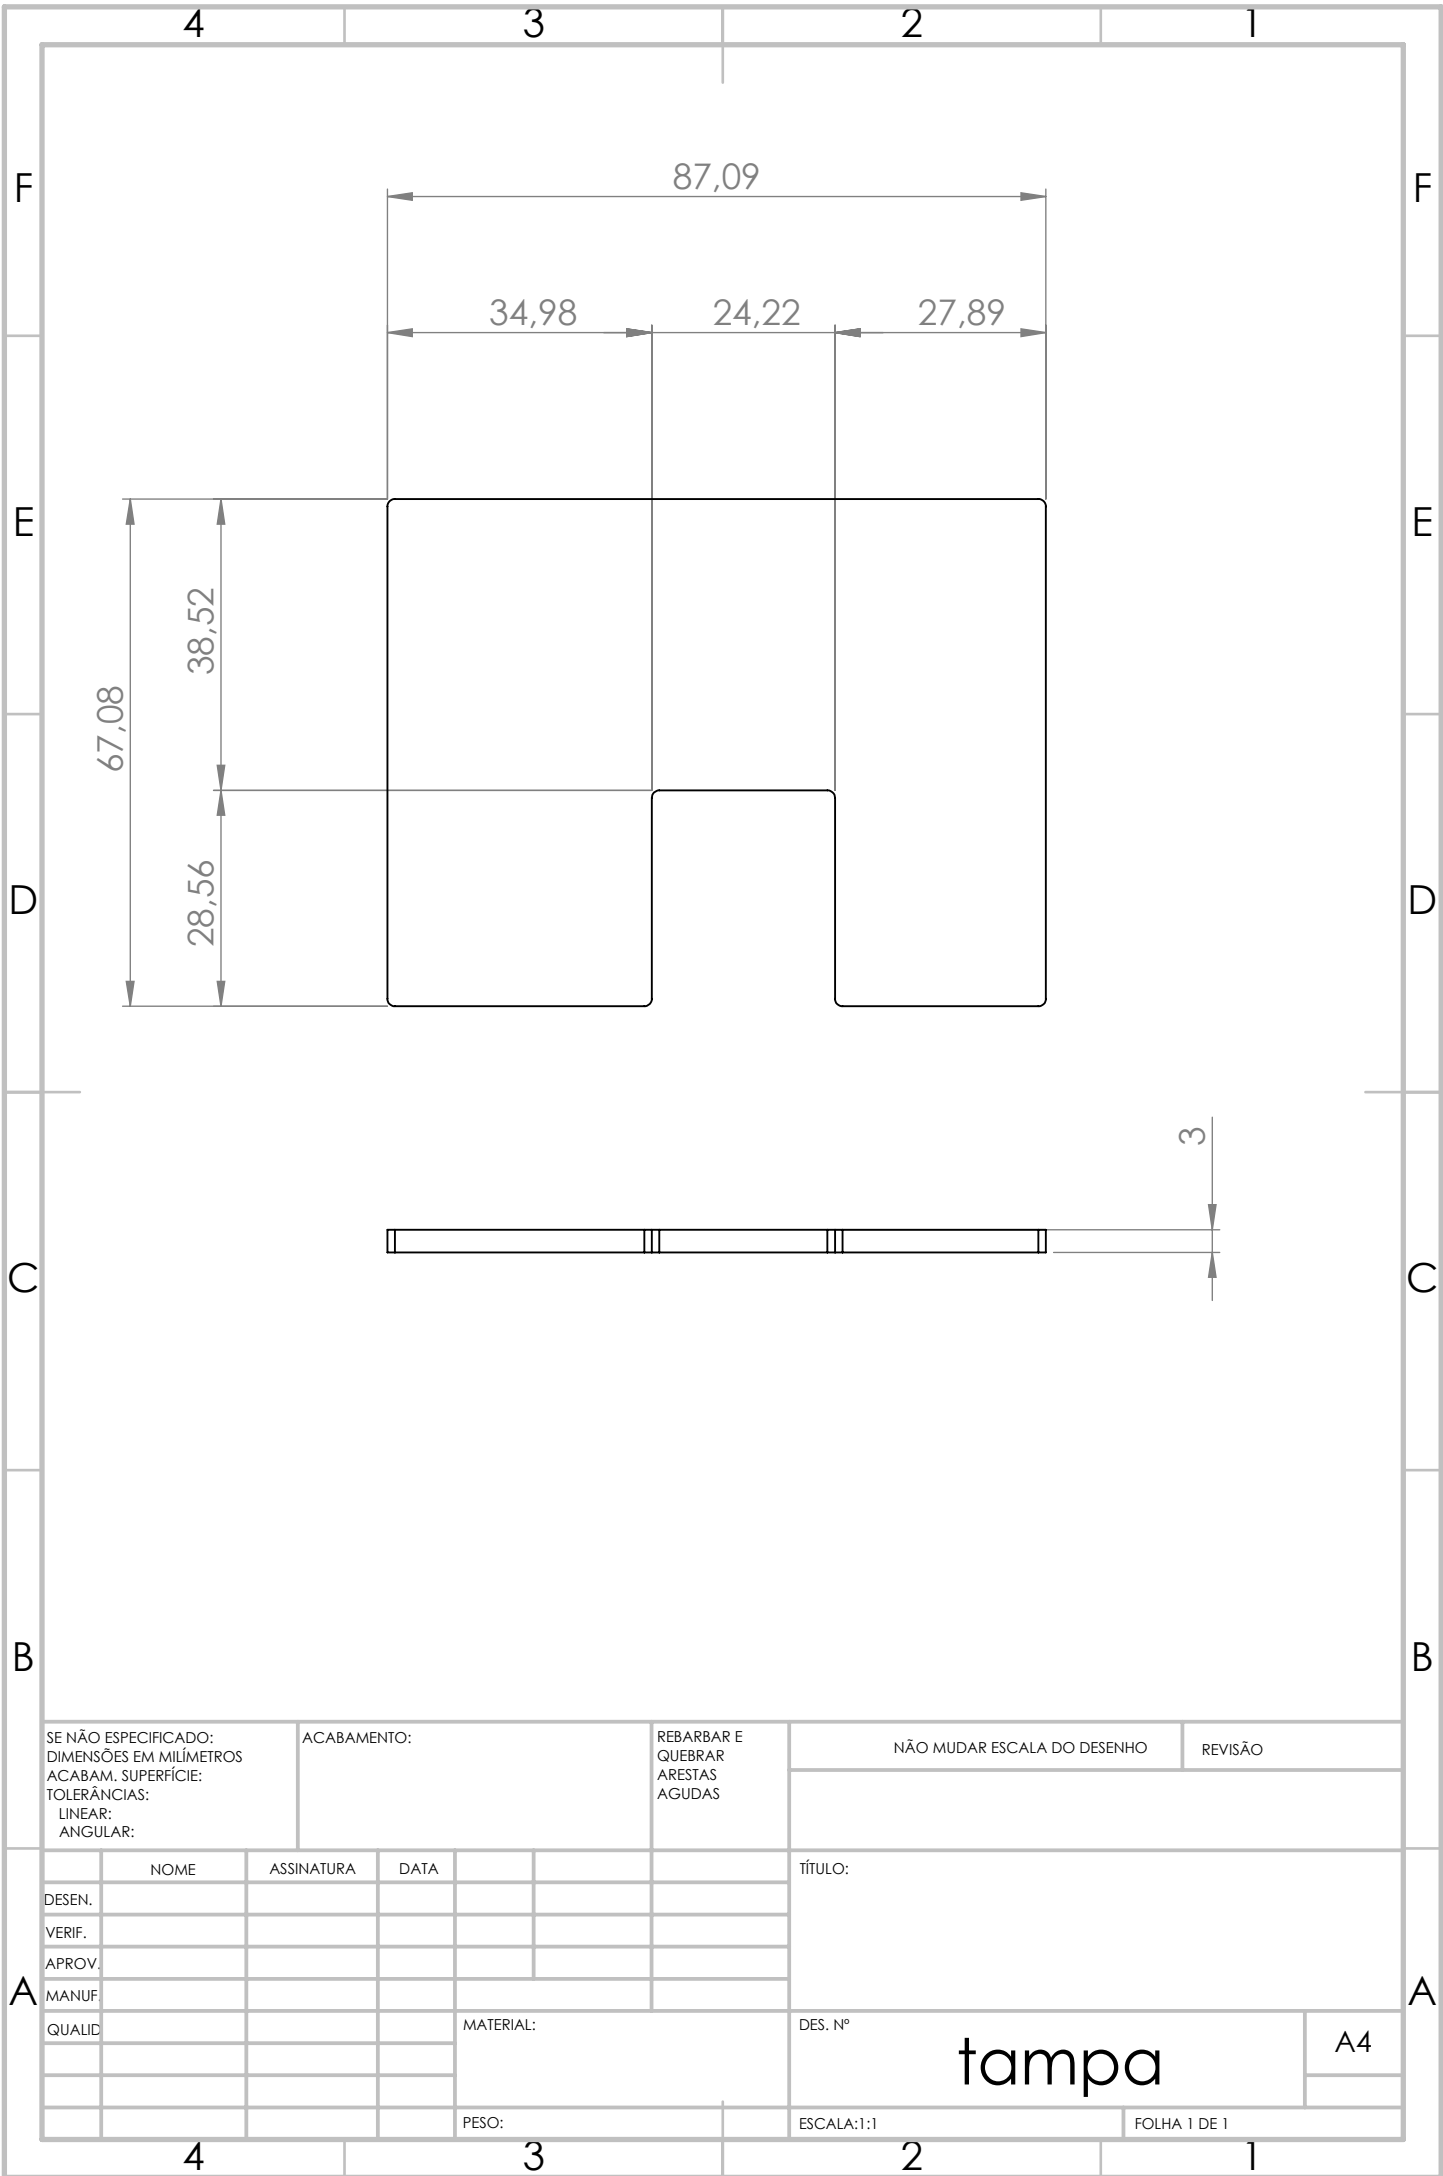 4 3 2 1
F F
87,09
34,98 24,22 27,89
E E
38,52
67,08
28,56
D D
3
C C
B B
SE NÃO ESPECIFICADO:
DIMENSÕES EM MILÍMETROS
ACABAM. SUPERFÍCIE:
TOLERÂNCIAS:
LINEAR:
ANGULAR:
ACABAMENTO:
REBARBAR E
QUEBRAR
ARESTAS
AGUDAS
NÃO MUDAR ESCALA DO DESENHO
REVISÃO
NOME ASSINATURA DATA
TÍTULO:
DESEN.
VERIF.
APROV.
MANUF.
QUALID
A A
MATERIAL:
DES. Nº
tampa
A4
PESO:
ESCALA:1:1
FOLHA 1 DE 1
4 3 2 1